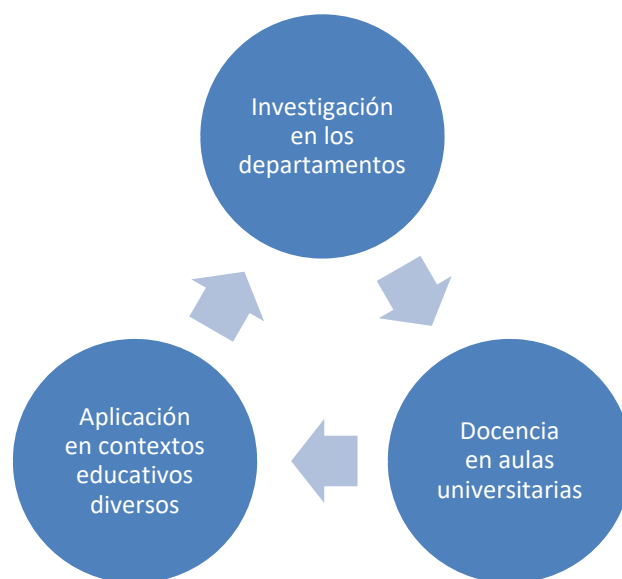 Investigación
en los
departamentos
Docencia
en aulas
universitarias
Aplicación
en contextos
educativos
diversos